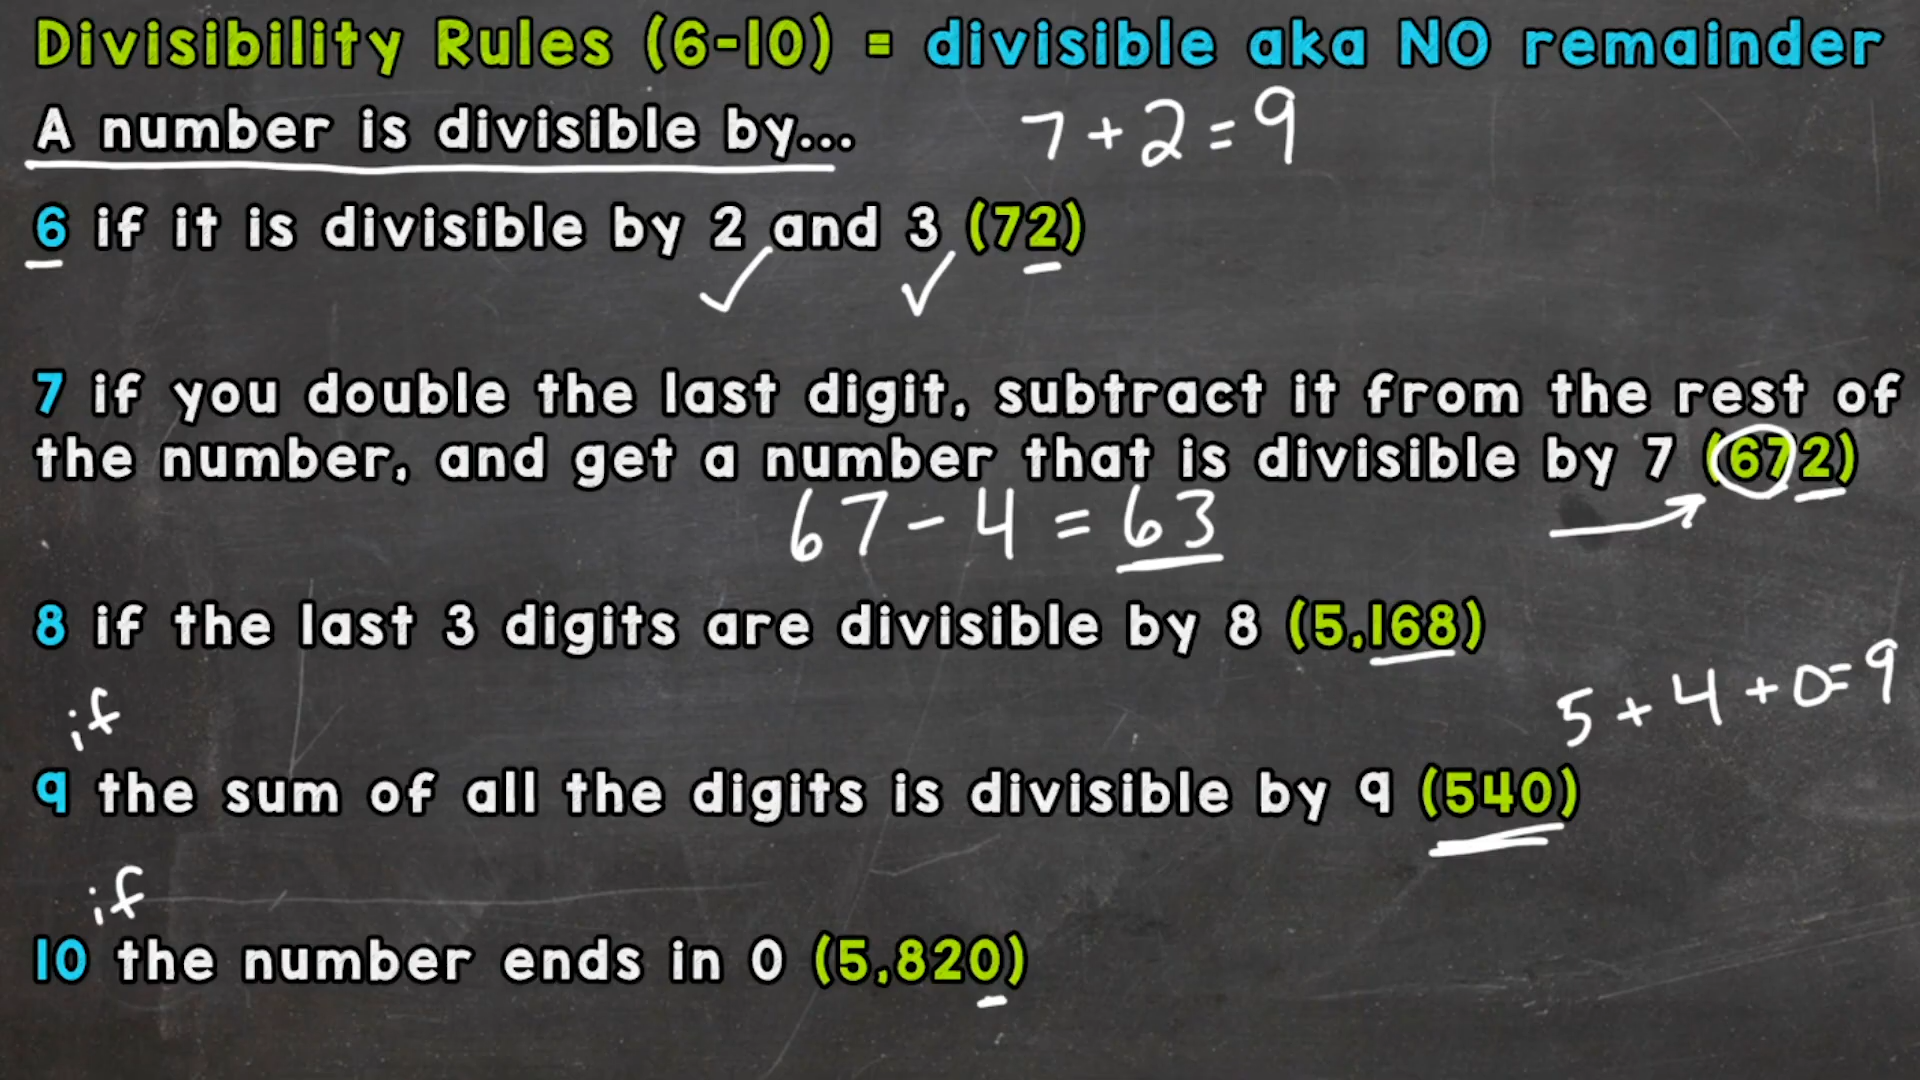 Divisibility Rules (6-10) = divisible aka NO remainder
A number is divisible by...
7+2=9
6 if it is divisible by 2 and 3 (72)
7 if you double the last digit, subtract it from the rest of
the number, and get a number that is divisible by 7 (672)
67-4=63
8 if the last 3 digits are divisible by 8 (5,168)
5+4+0=9
if
9 the sum of all the digits is divisible by 9 (540)
if
10 the number ends in 0 (5,820)